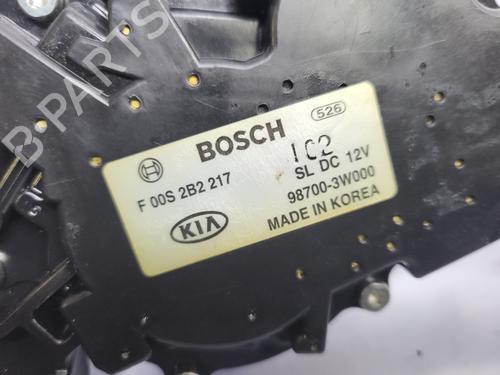 B-PARTS
526
BOSCH
102
F 00S 2B2 217
SL DC 12V
98700-3W000
KIA
MADE IN KOREA